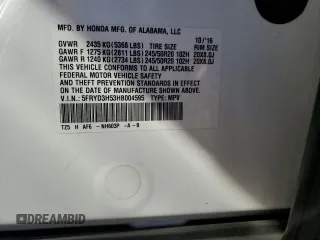 MFD. BY HONDA MFG. OF ALABAMA, LLC 10/'16
GVWR 2435 KG (5368 LBS) TIRE SIZE RIM SIZE
GAWR F 1275 KG (2811 LBS) 245/50R20 102H 20X8.0J
GAWR R 1240 KG (2734 LBS) 245/50R20 102H 20X8.0J
THIS VEHICLE CONFORMS TO ALL APPLICABLE
FEDERAL MOTOR VEHICLE SAFETY AND
THEFT PREVENTION STANDARDS IN EFFECT
ON THE DATE OF MANUFACTURE SHOWN ABOVE.
V.I.N.: 5FRYD3H53HB004595 TYPE: MPV
TZ5 H AF6 -NH603P -A -B
DREAMBID